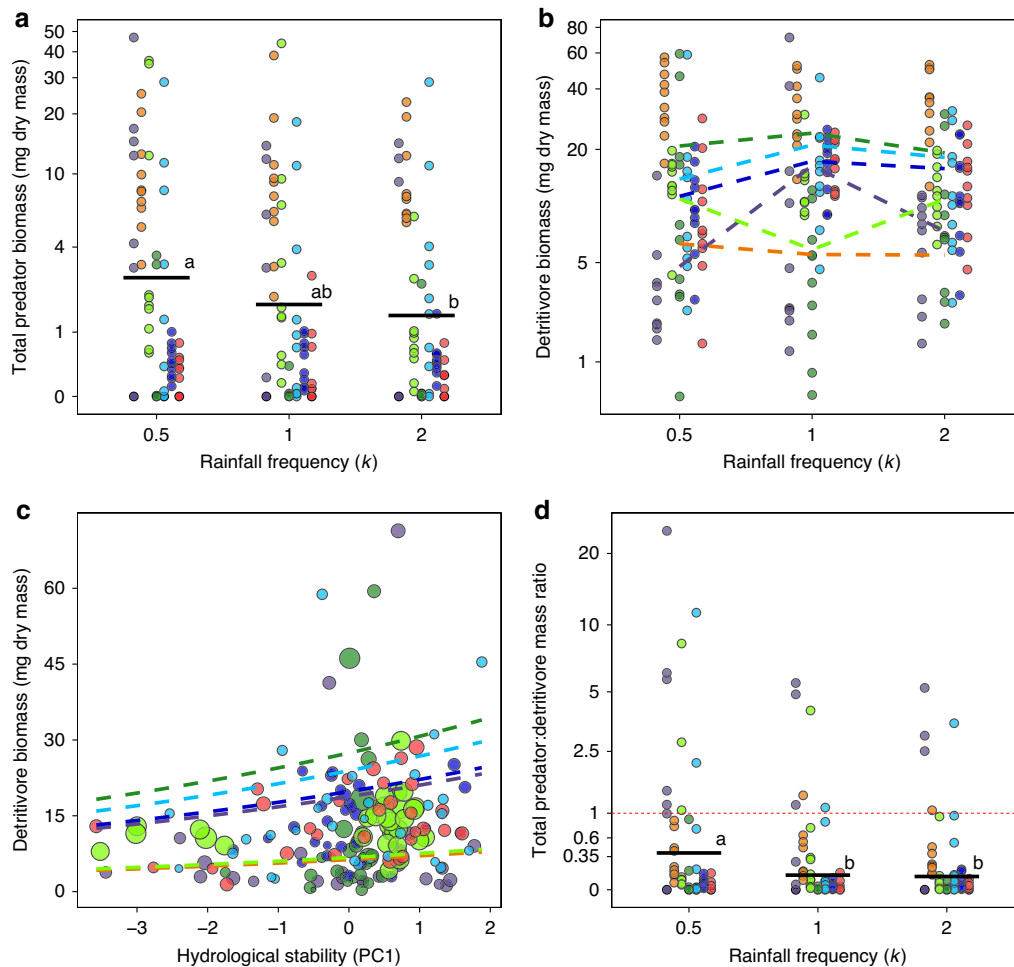 a
50
40
30
20
10
4
1
0
a
ab
b
0.5 1 2
Total predator biomass (mg dry mass)
Rainfall frequency (k)
b
80
60
40
20
5
1
0.5 1 2
Detritivore biomass (mg dry mass)
Rainfall frequency (k)
c
60
45
30
15
0
−3 −2 −1 0 1 2
Detritivore biomass (mg dry mass)
Hydrological stability (PC1)
d
20
10
5
2.5
1
0.6
0.35
0
a
b
b
0.5 1 2
Total predator:detritivore mass ratio
Rainfall frequency (k)